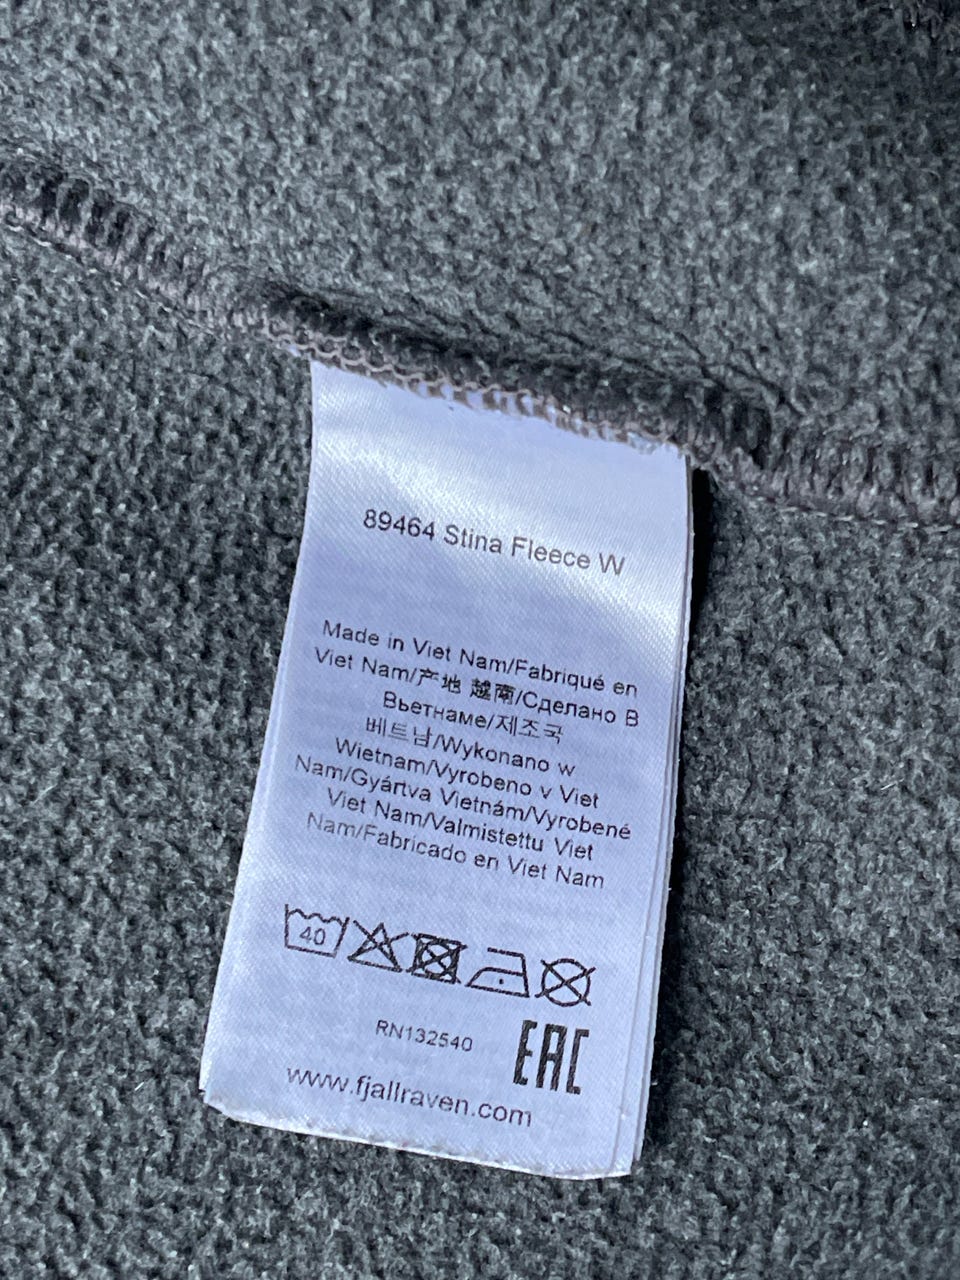 89464 Stina Fleece W
Made in Viet Nam/Fabriqué en
Viet Nam/产地 越南/Сделано В
Вьетнаме/제조국
베트남/Wykonano w
Wietnam/Vyrobeno v Viet
Nam/Gyártva Vietnám/Vyrobené
Viet Nam/Valmistettu Viet
Nam/Fabricado en Viet Nam
40
RN132540
EAC
www.fjallraven.com